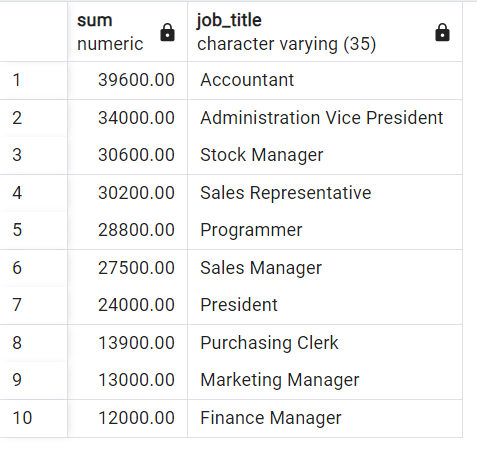 sum job_title
numeric character varying (35)
1 39600.00 Accountant
2 34000.00 Administration Vice President
3 30600.00 Stock Manager
4 30200.00 Sales Representative
5 28800.00 Programmer
6 27500.00 Sales Manager
7 24000.00 President
8 13900.00 Purchasing Clerk
9 13000.00 Marketing Manager
10 12000.00 Finance Manager